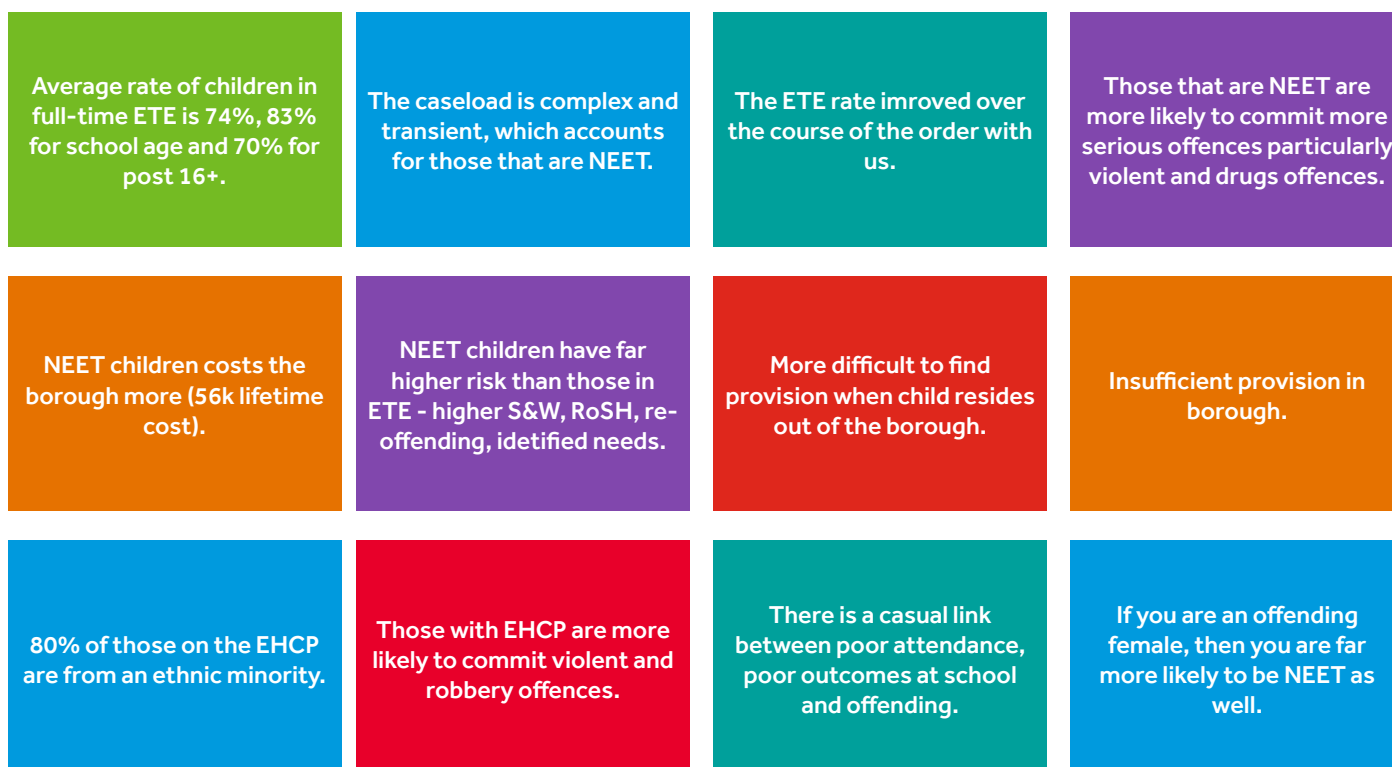 Average rate of children in
full-time ETE is 74%, 83%
for school age and 70% for
post 16+.
The caseload is complex and
transient, which accounts
for those that are NEET.
The ETE rate imroved over
the course of the order with
us.
Those that are NEET are
more likely to commit more
serious offences particularly
violent and drugs offences.
NEET children costs the
borough more (56k lifetime
cost).
NEET children have far
higher risk than those in
ETE - higher S&W, RoSH, re-
offending, idetified needs.
More difficult to find
provision when child resides
out of the borough.
Insufficient provision in
borough.
80% of those on the EHCP
are from an ethnic minority.
Those with EHCP are more
likely to commit violent and
robbery offences.
There is a casual link
between poor attendance,
poor outcomes at school
and offending.
If you are an offending
female, then you are far
more likely to be NEET as
well.